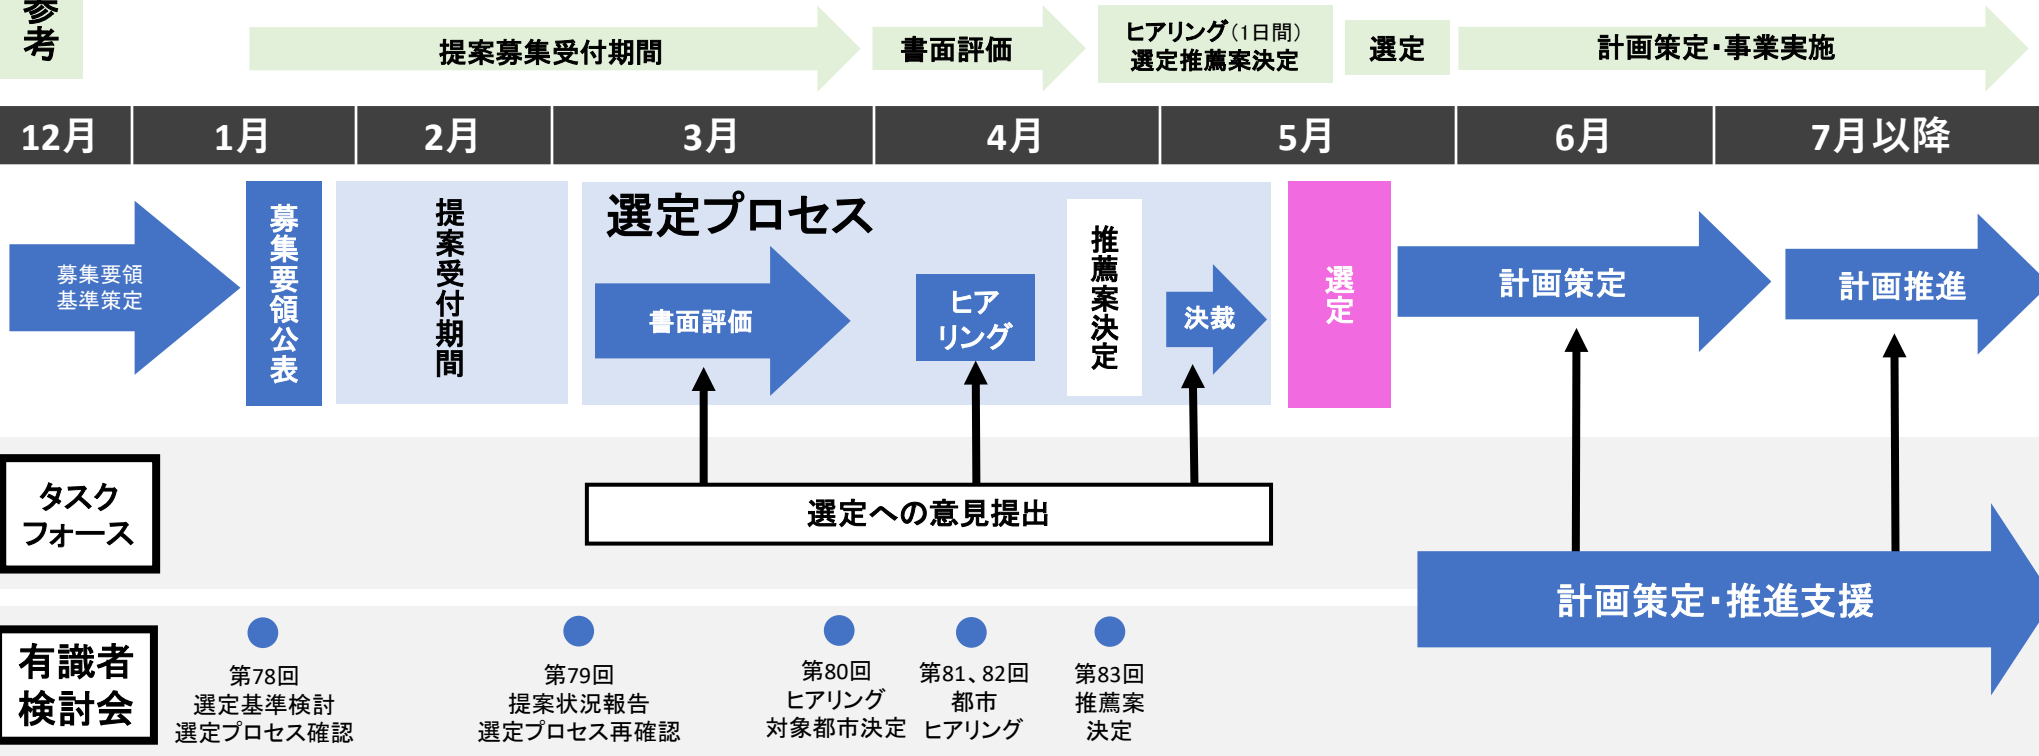 参
考
提案募集受付期間
書面評価
ヒアリング（1日間）
選定推薦案決定
選定
計画策定・事業実施
12月
1月
2月
3月
4月
5月
6月
7月以降
募集要領
基準策定
募集要領公表
提案受付期間
選定プロセス
書面評価
ヒア
リング
推薦案決定
決裁
選定
計画策定
計画推進
タスク
フォース
選定への意見提出
計画策定・推進支援
有識者
検討会
第78回
選定基準検討
選定プロセス確認
第79回
提案状況報告
選定プロセス再確認
第80回
ヒアリング
対象都市決定
第81、82回
都市
ヒアリング
第83回
推薦案
決定